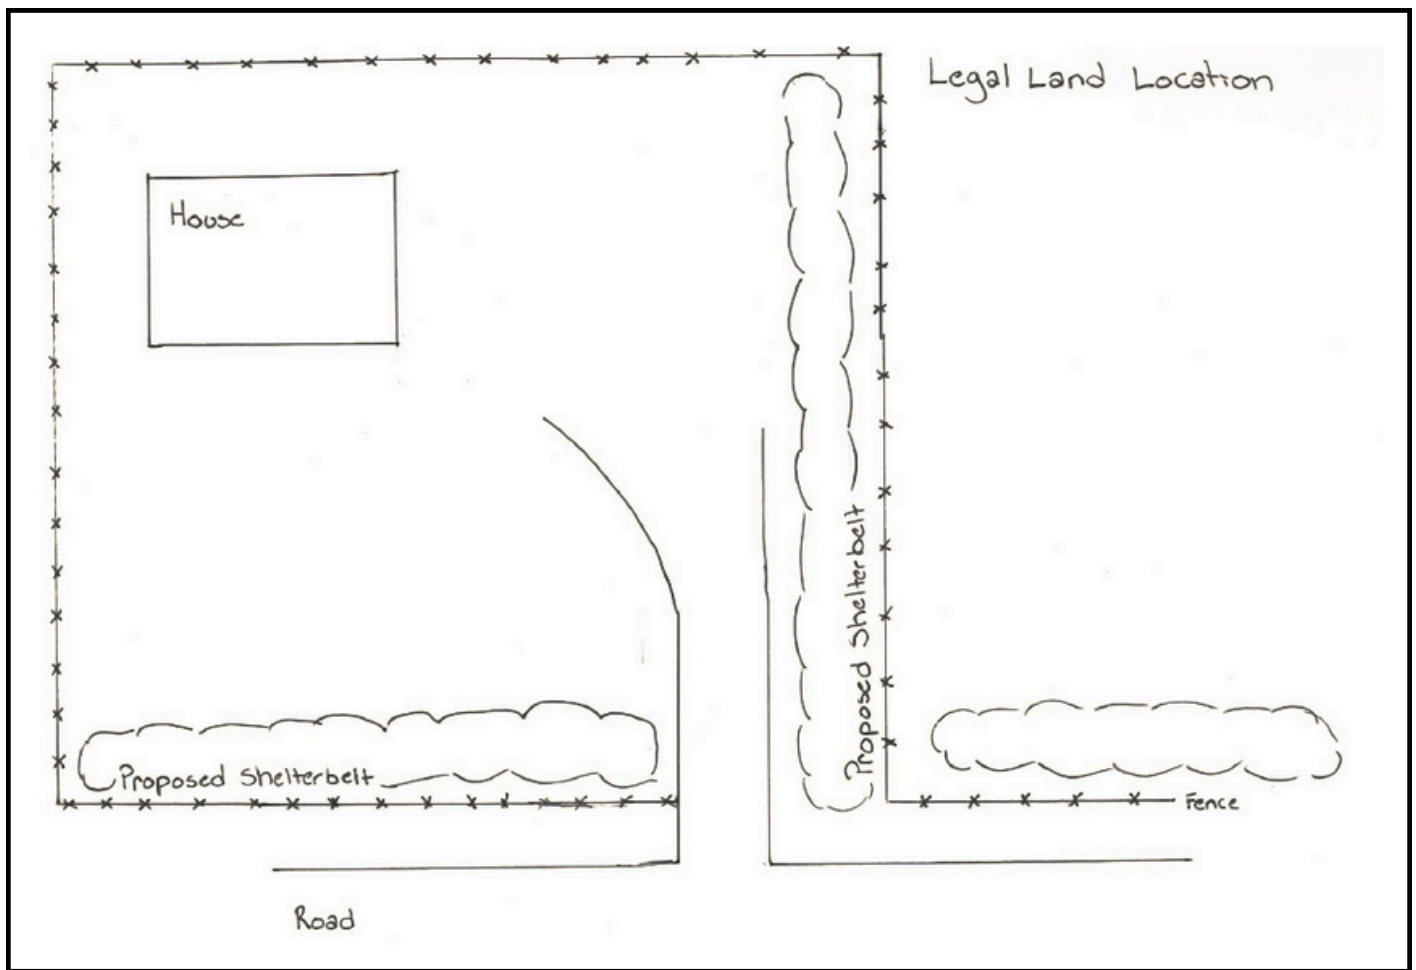 Legal Land Location
House
Proposed Shelterbelt
Proposed Shelterbelt
Fence
Road